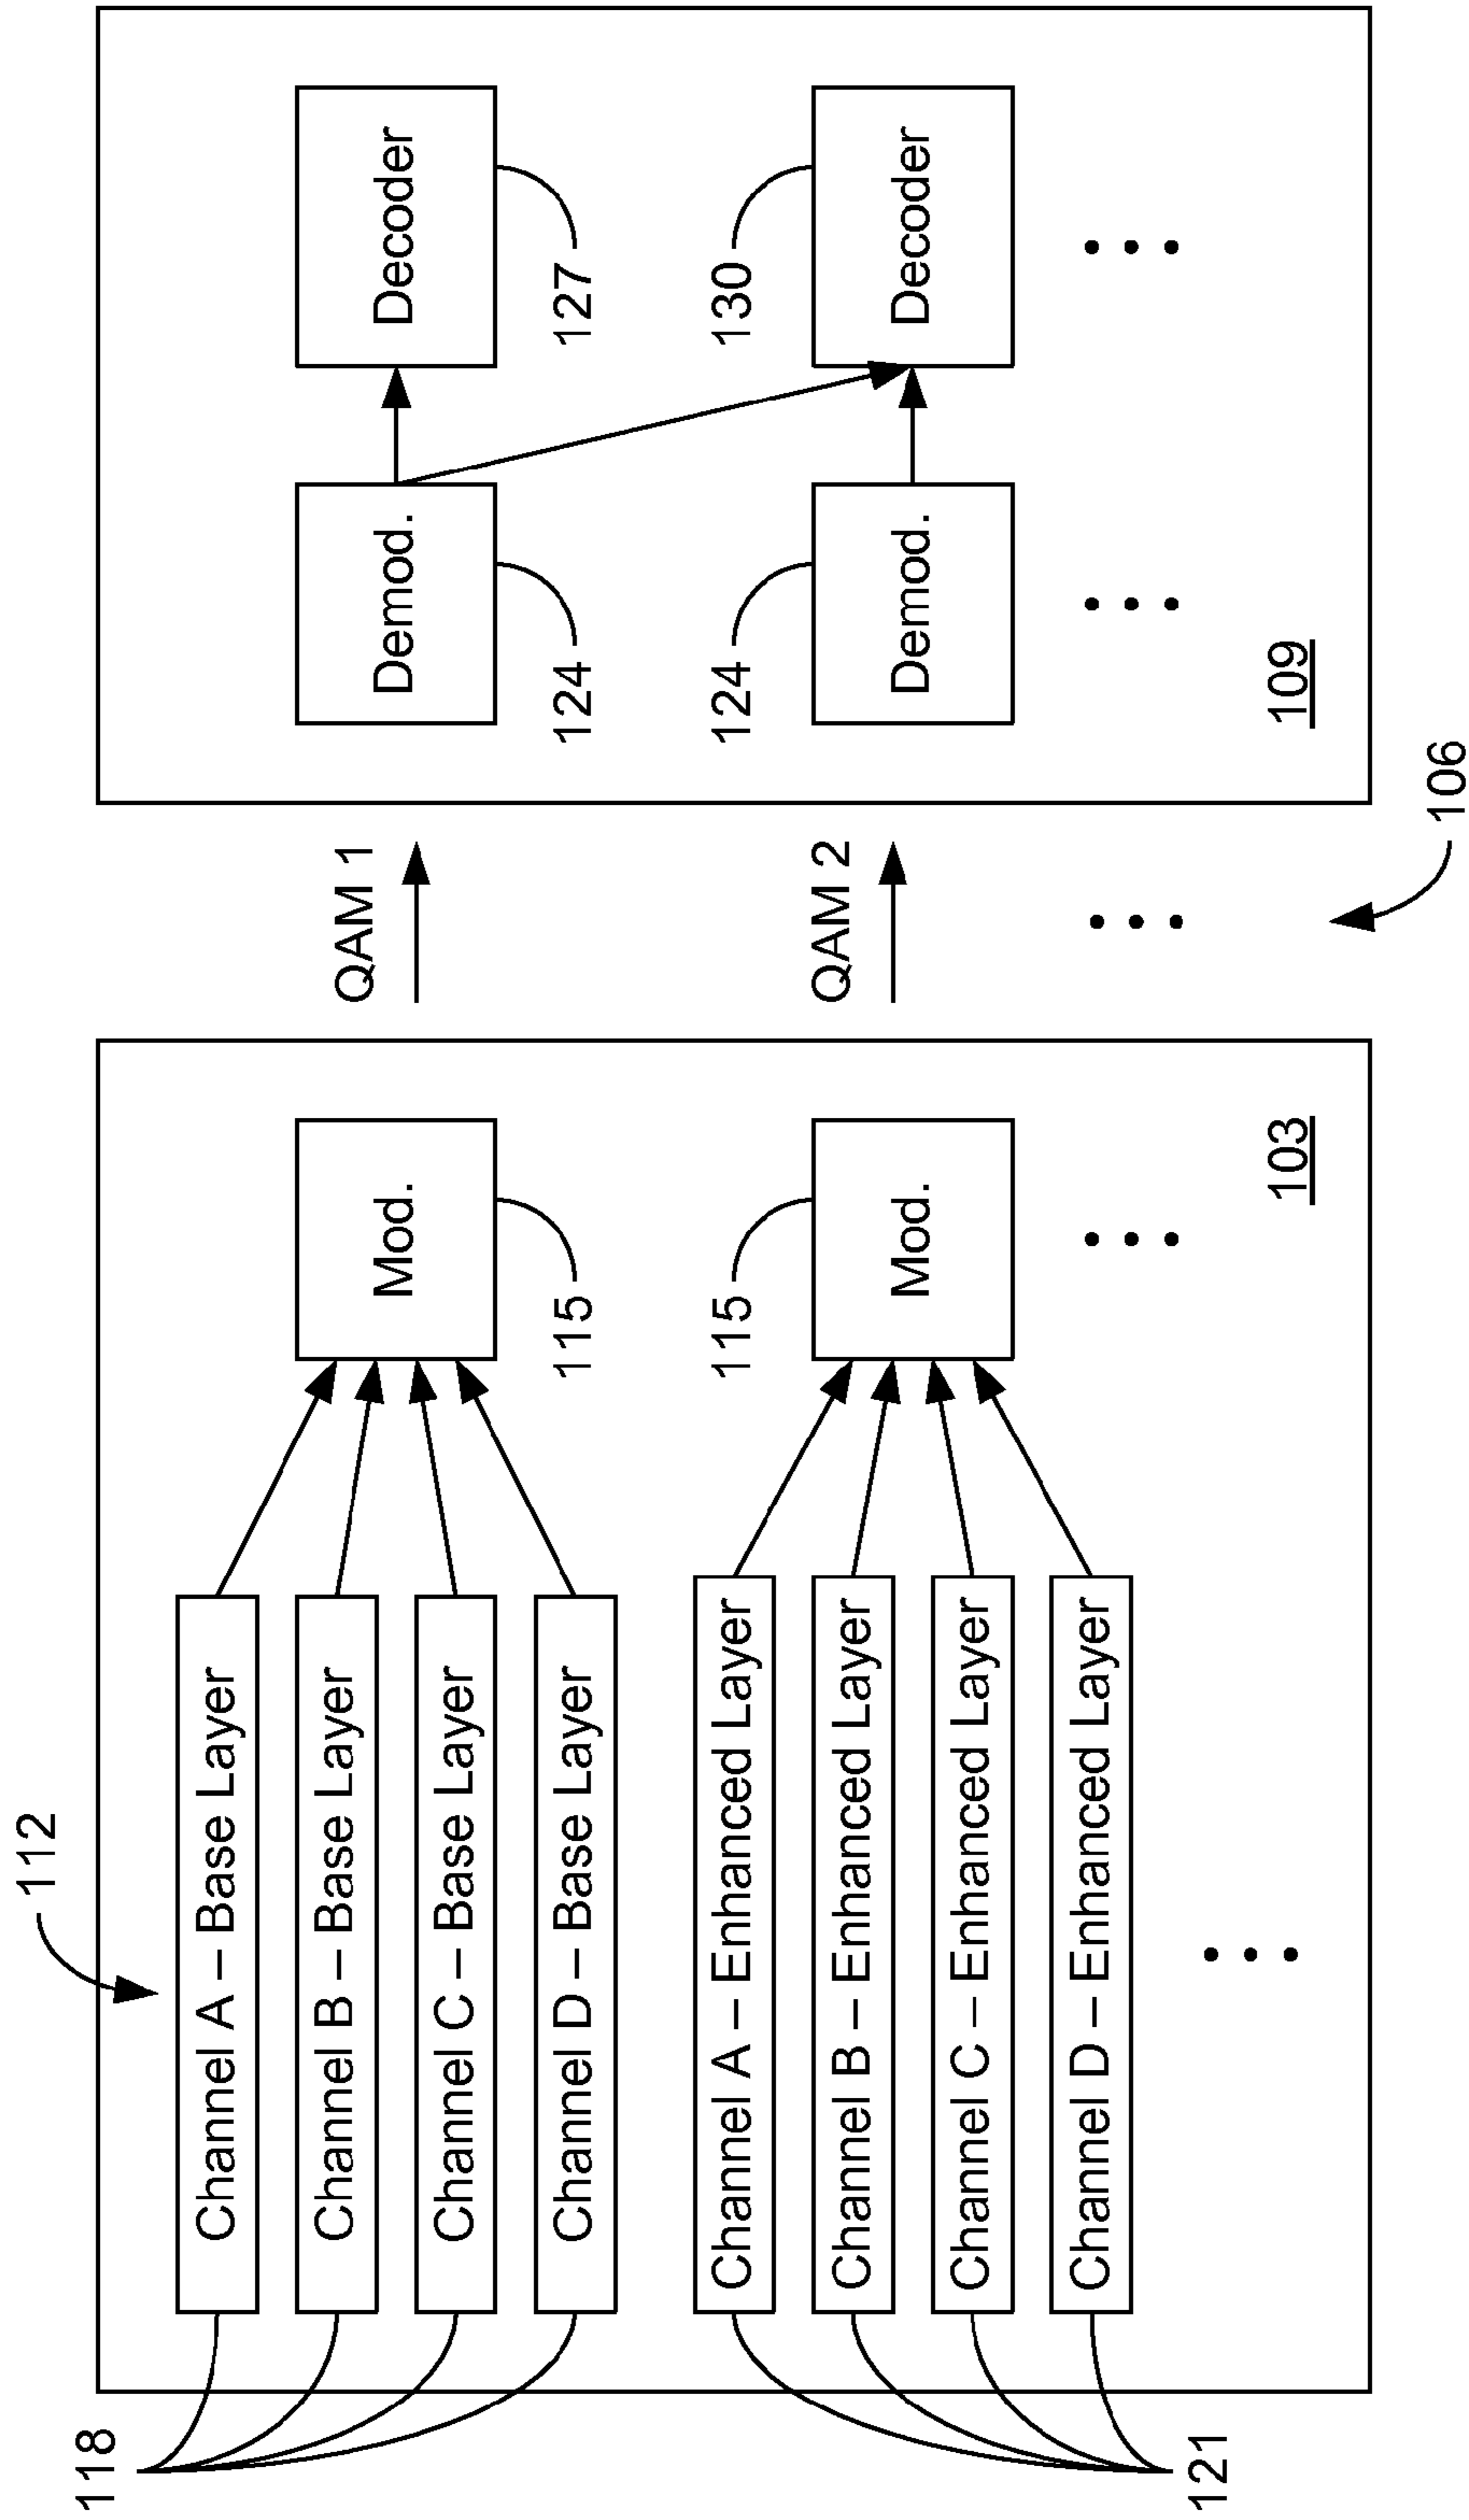 112
118
Channel A – Base Layer
Channel B – Base Layer
Channel C – Base Layer
Channel D – Base Layer
Mod.
115
Channel A – Enhanced Layer
Channel B – Enhanced Layer
Channel C – Enhanced Layer
Channel D – Enhanced Layer
115
Mod.
121
103
QAM 1
QAM 2
106
Demod.
124
Decoder
127
124
Demod.
130
Decoder
109